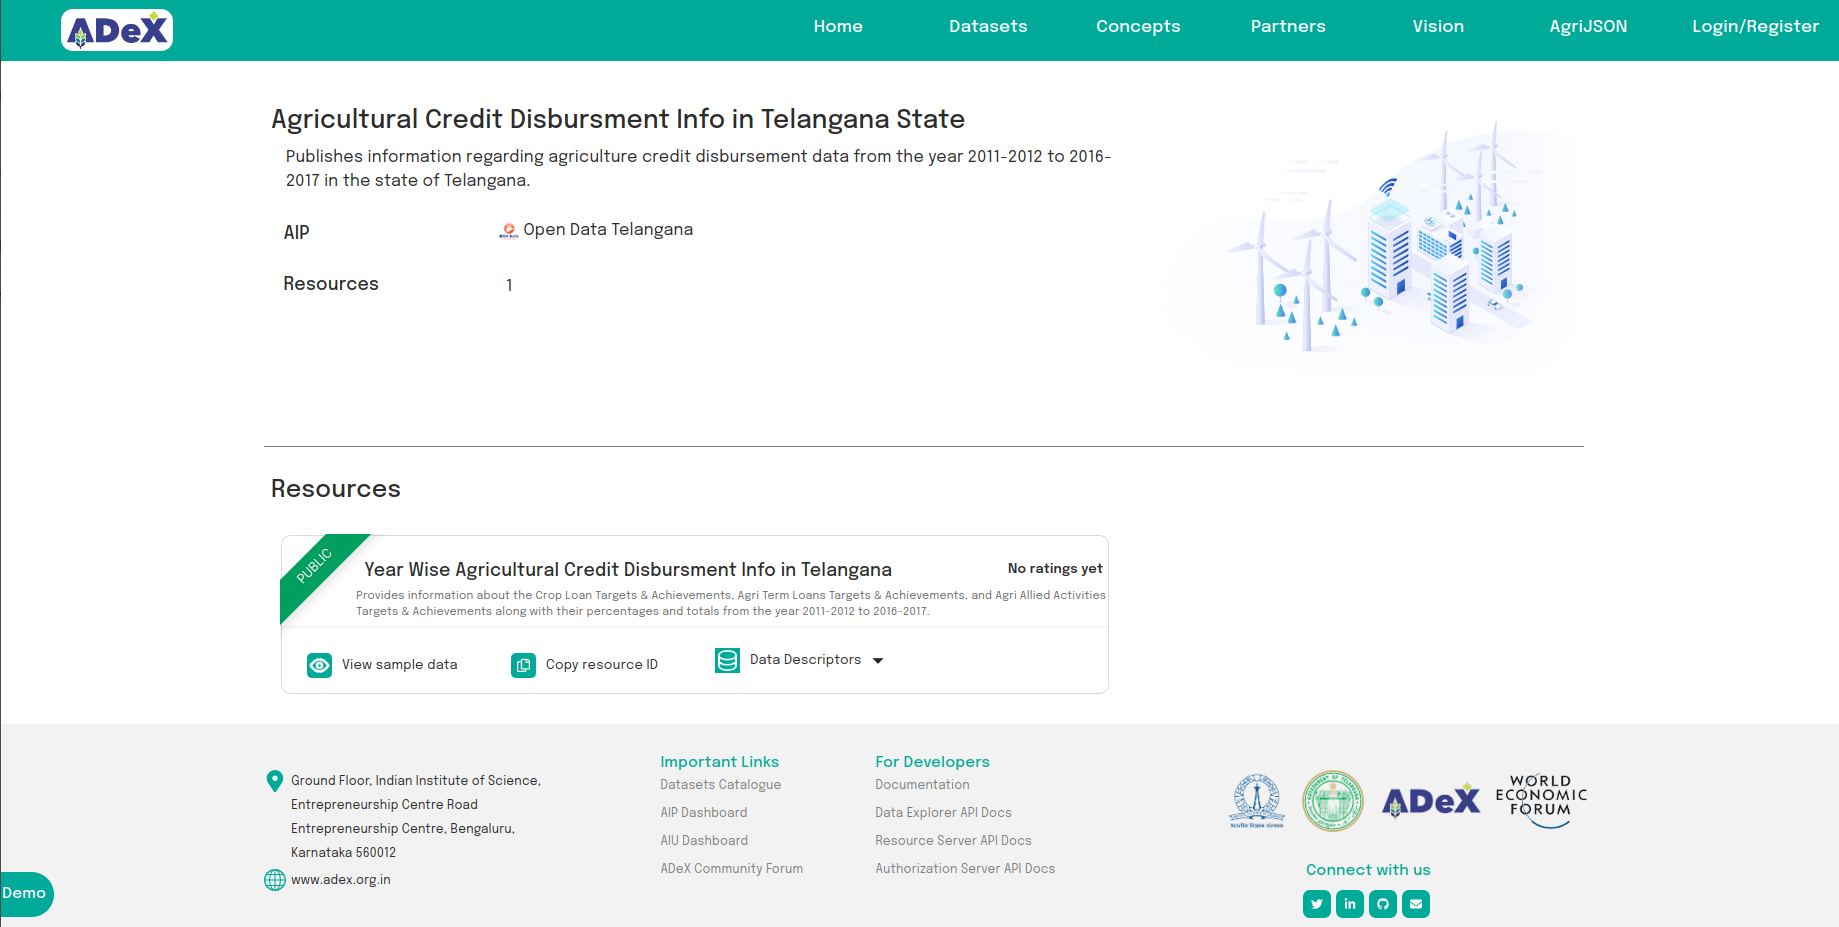 ADeX
Home
Datasets
Concepts
Partners
Vision
AgriJSON
Login/Register
Agricultural Credit Disbursment Info in Telangana State
Publishes information regarding agriculture credit disbursement data from the year 2011-2012 to 2016-
2017 in the state of Telangana.
AIP
Open Data Telangana
Resources
1
Resources
PUBLIC
Year Wise Agricultural Credit Disbursment Info in Telangana
No ratings yet
Provides information about the Crop Loan Targets & Achievements, Agri Term Loans Targets & Achievements, and Agri Allied Activities
Targets & Achievements along with their percentages and totals from the year 2011-2012 to 2016-2017.
View sample data
Copy resource ID
Data Descriptors
Ground Floor, Indian Institute of Science,
Entrepreneurship Centre Road
Entrepreneurship Centre, Bengaluru,
Karnataka 560012
www.adex.org.in
Demo
Important Links
Datasets Catalogue
AIP Dashboard
AIU Dashboard
ADeX Community Forum
For Developers
Documentation
Data Explorer API Docs
Resource Server API Docs
Authorization Server API Docs
ADeX
WORLD
ECONOMIC
FORUM
Connect with us